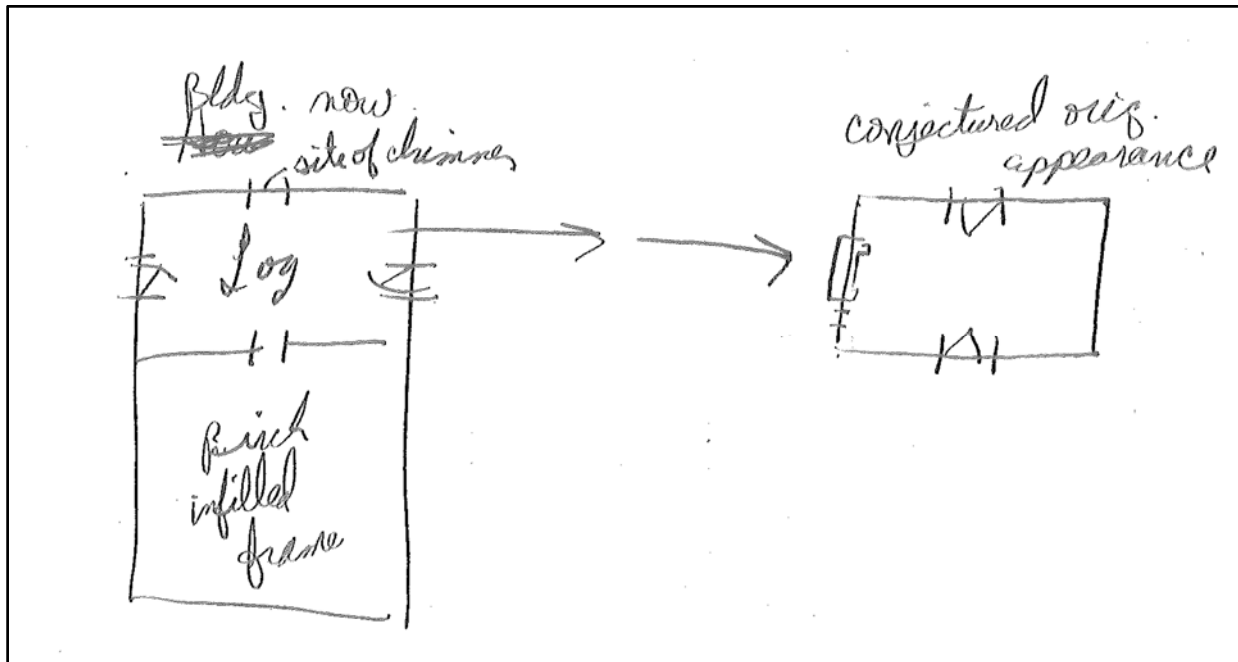 Bldg. now
site of chimney
Log
Brick
infilled
frame
conjectured orig.
appearance